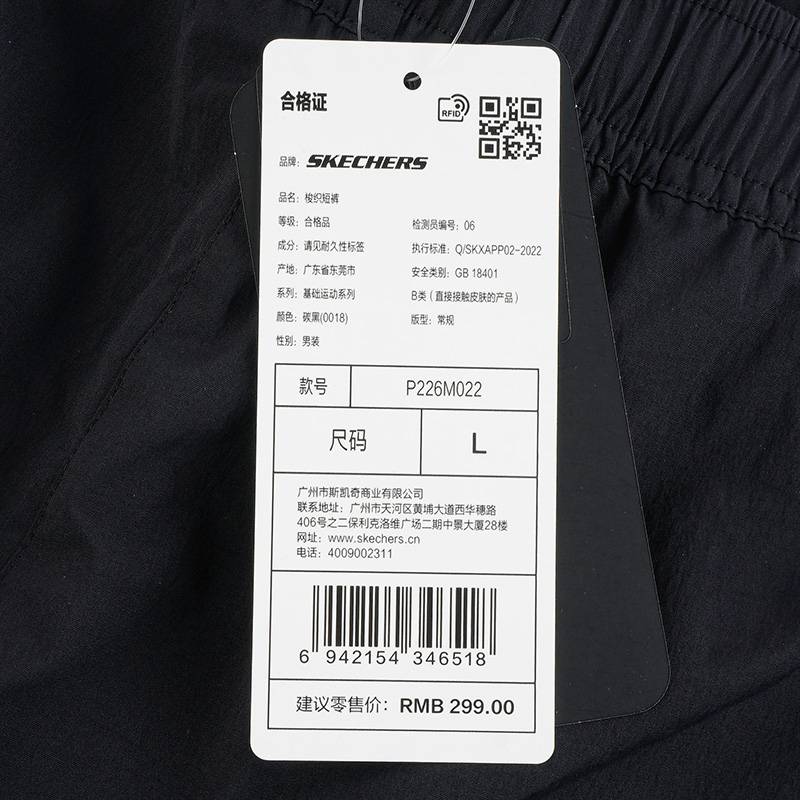 合格证
RFID
品牌: SKECHERS
品名: 梭织短裤
等级: 合格品
检测员编号: 06
成分: 请见耐久性标签
执行标准: Q/SKXAPP02-2022
产地: 广东省东莞市
安全类别: GB 18401
系列: 基础运动系列
B类 (直接接触皮肤的产品)
颜色: 碳黑(0018)
版型: 常规
性别: 男装
款号 P226M022
尺码 L
广州市斯凯奇商业有限公司
联系地址: 广州市天河区黄埔大道西华穗路
406号之二保利克洛维广场二期中景大厦28楼
网址: www.skechers.cn
电话: 4009002311
6 942154 346518
建议零售价: RMB 299.00